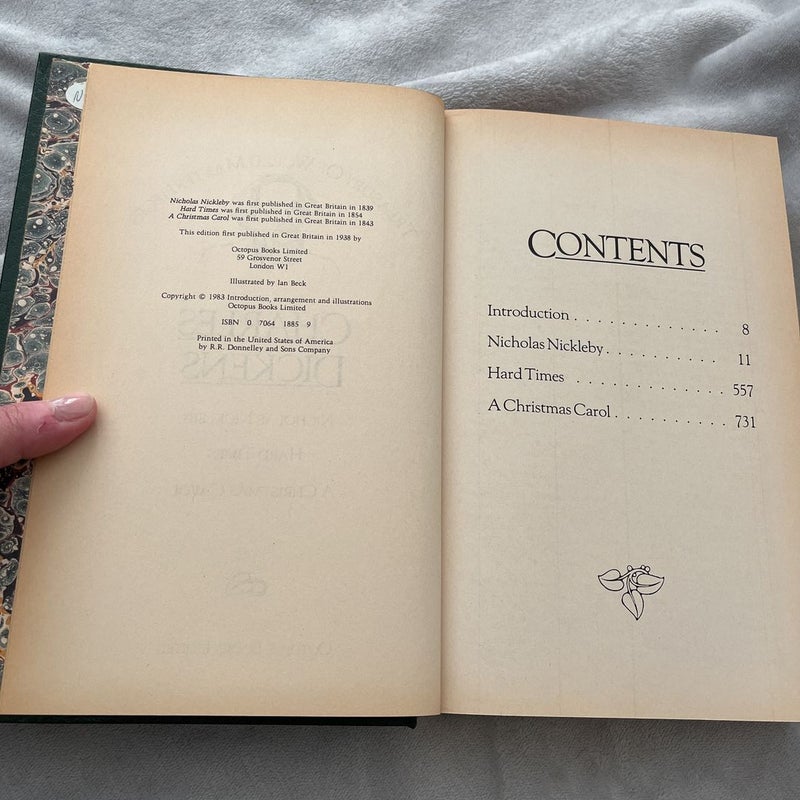 Nicholas Nickleby was first published in Great Britain in 1839
Hard Times was first published in Great Britain in 1854
A Christmas Carol was first published in Great Britain in 1843
This edition first published in Great Britain in 1938 by
Octopus Books Limited
59 Grosvenor Street
London W1
Illustrated by Ian Beck
Copyright © 1983 Introduction, arrangement and illustrations
Octopus Books Limited
ISBN 0 7064 1885 9
Printed in the United States of America
by R.R. Donnelley and Sons Company
CONTENTS
Introduction . . . . . . . . . . . . . 8
Nicholas Nickleby . . . . . . . . . . 11
Hard Times . . . . . . . . . . . . 557
A Christmas Carol . . . . . . . . . 731